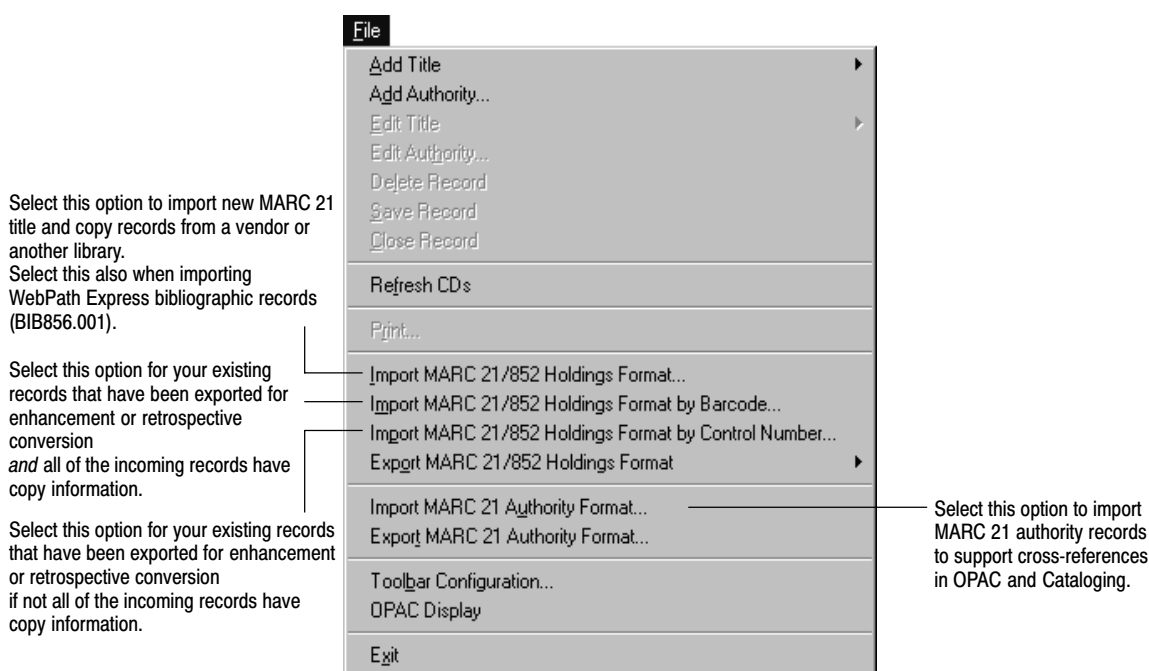 File
Add Title
Add Authority...
Edit Title
Edit Authority...
Delete Record
Save Record
Close Record
Refresh CDs
Print...
Import MARC 21/852 Holdings Format...
Import MARC 21/852 Holdings Format by Barcode...
Import MARC 21/852 Holdings Format by Control Number...
Export MARC 21/852 Holdings Format
Import MARC 21 Authority Format...
Export MARC 21 Authority Format...
Toolbar Configuration...
OPAC Display
Exit
Select this option to import new MARC 21
title and copy records from a vendor or
another library.
Select this also when importing
WebPath Express bibliographic records
(BIB856.001).
Select this option for your existing
records that have been exported for
enhancement or retrospective
conversion
and all of the incoming records have
copy information.
Select this option for your existing records
that have been exported for enhancement
or retrospective conversion
if not all of the incoming records have
copy information.
Select this option to import
MARC 21 authority records
to support cross-references
in OPAC and Cataloging.